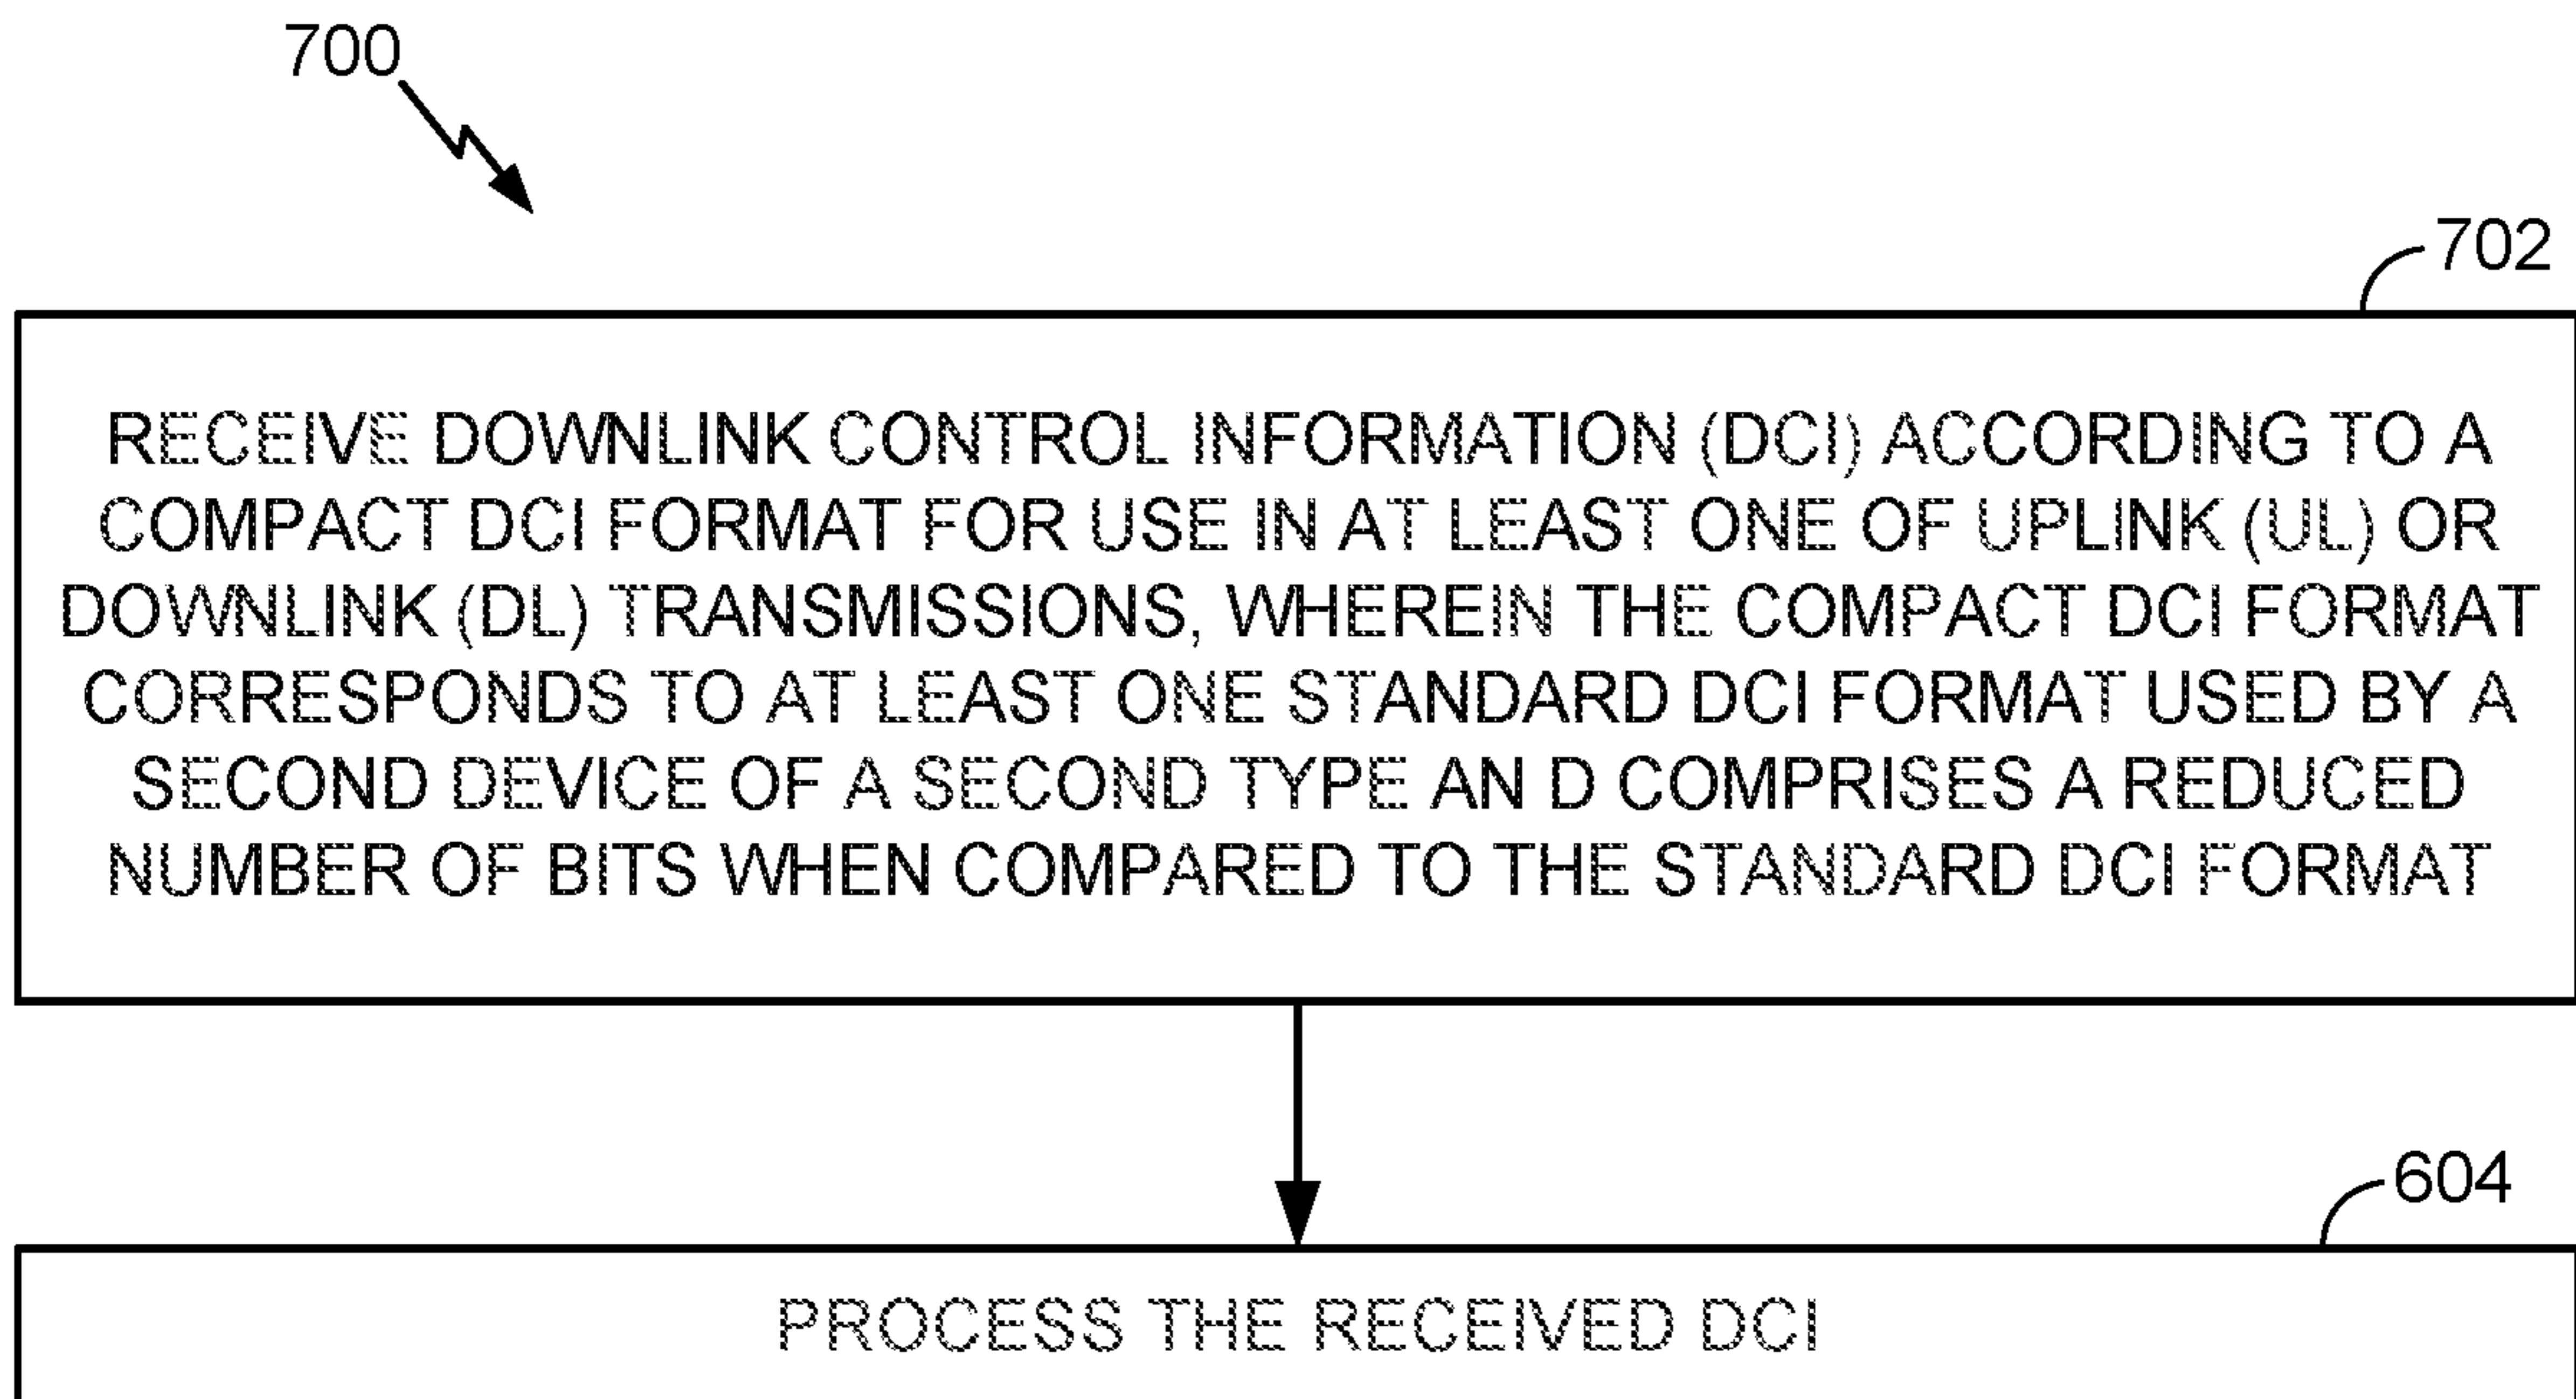 700
702
RECEIVE DOWNLINK CONTROL INFORMATION (DCI) ACCORDING TO A
COMPACT DCI FORMAT FOR USE IN AT LEAST ONE OF UPLINK (UL) OR
DOWNLINK (DL) TRANSMISSIONS, WHEREIN THE COMPACT DCI FORMAT
CORRESPONDS TO AT LEAST ONE STANDARD DCI FORMAT USED BY A
SECOND DEVICE OF A SECOND TYPE AN D COMPRISES A REDUCED
NUMBER OF BITS WHEN COMPARED TO THE STANDARD DCI FORMAT
604
PROCESS THE RECEIVED DCI